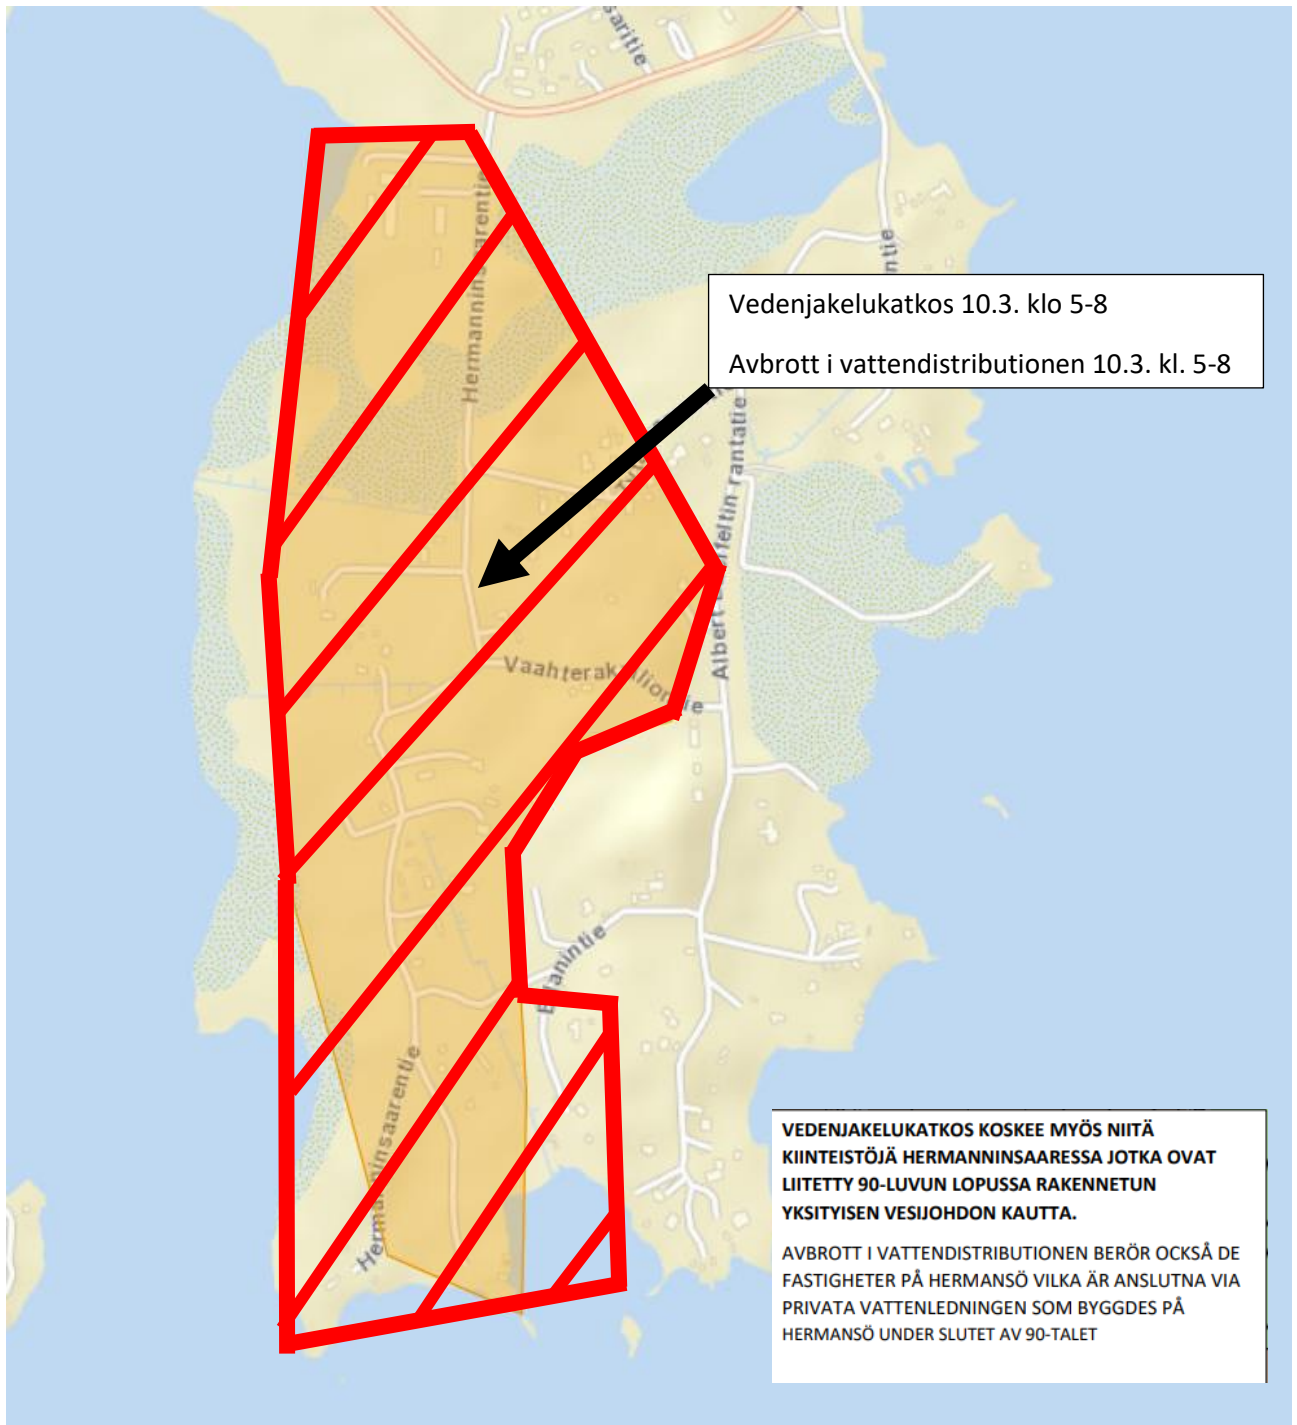 saritie
Hermanninsaarentie
ntie
Vedenjakelukatkos 10.3. klo 5-8
Avbrott i vattendistributionen 10.3. kl. 5-8
rantatie
Albert
Vaahterak
Hermanninsaarentie
VEDENJAKELUKATKOS KOSKEE MYÖS NIITÄ
KIINTEISTÖJÄ HERMANNINSAARESSA JOTKA OVAT
LIITETTY 90-LUVUN LOPUSSA RAKENNETUN
YKSITYISEN VESIJOHDON KAUTTA.
AVBROTT I VATTENDISTRIBUTIONEN BERÖR OCKSÅ DE
FASTIGHETER PÅ HERMANSÖ VILKA ÄR ANSLUTNA VIA
PRIVATA VATTENLEDNINGEN SOM BYGGDES PÅ
HERMANSÖ UNDER SLUTET AV 90-TALET